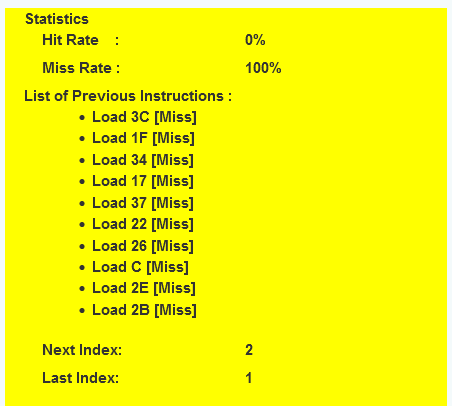 Statistics
Hit Rate : 0%
Miss Rate : 100%
List of Previous Instructions :
• Load 3C [Miss]
• Load 1F [Miss]
• Load 34 [Miss]
• Load 17 [Miss]
• Load 37 [Miss]
• Load 22 [Miss]
• Load 26 [Miss]
• Load C [Miss]
• Load 2E [Miss]
• Load 2B [Miss]
Next Index: 2
Last Index: 1